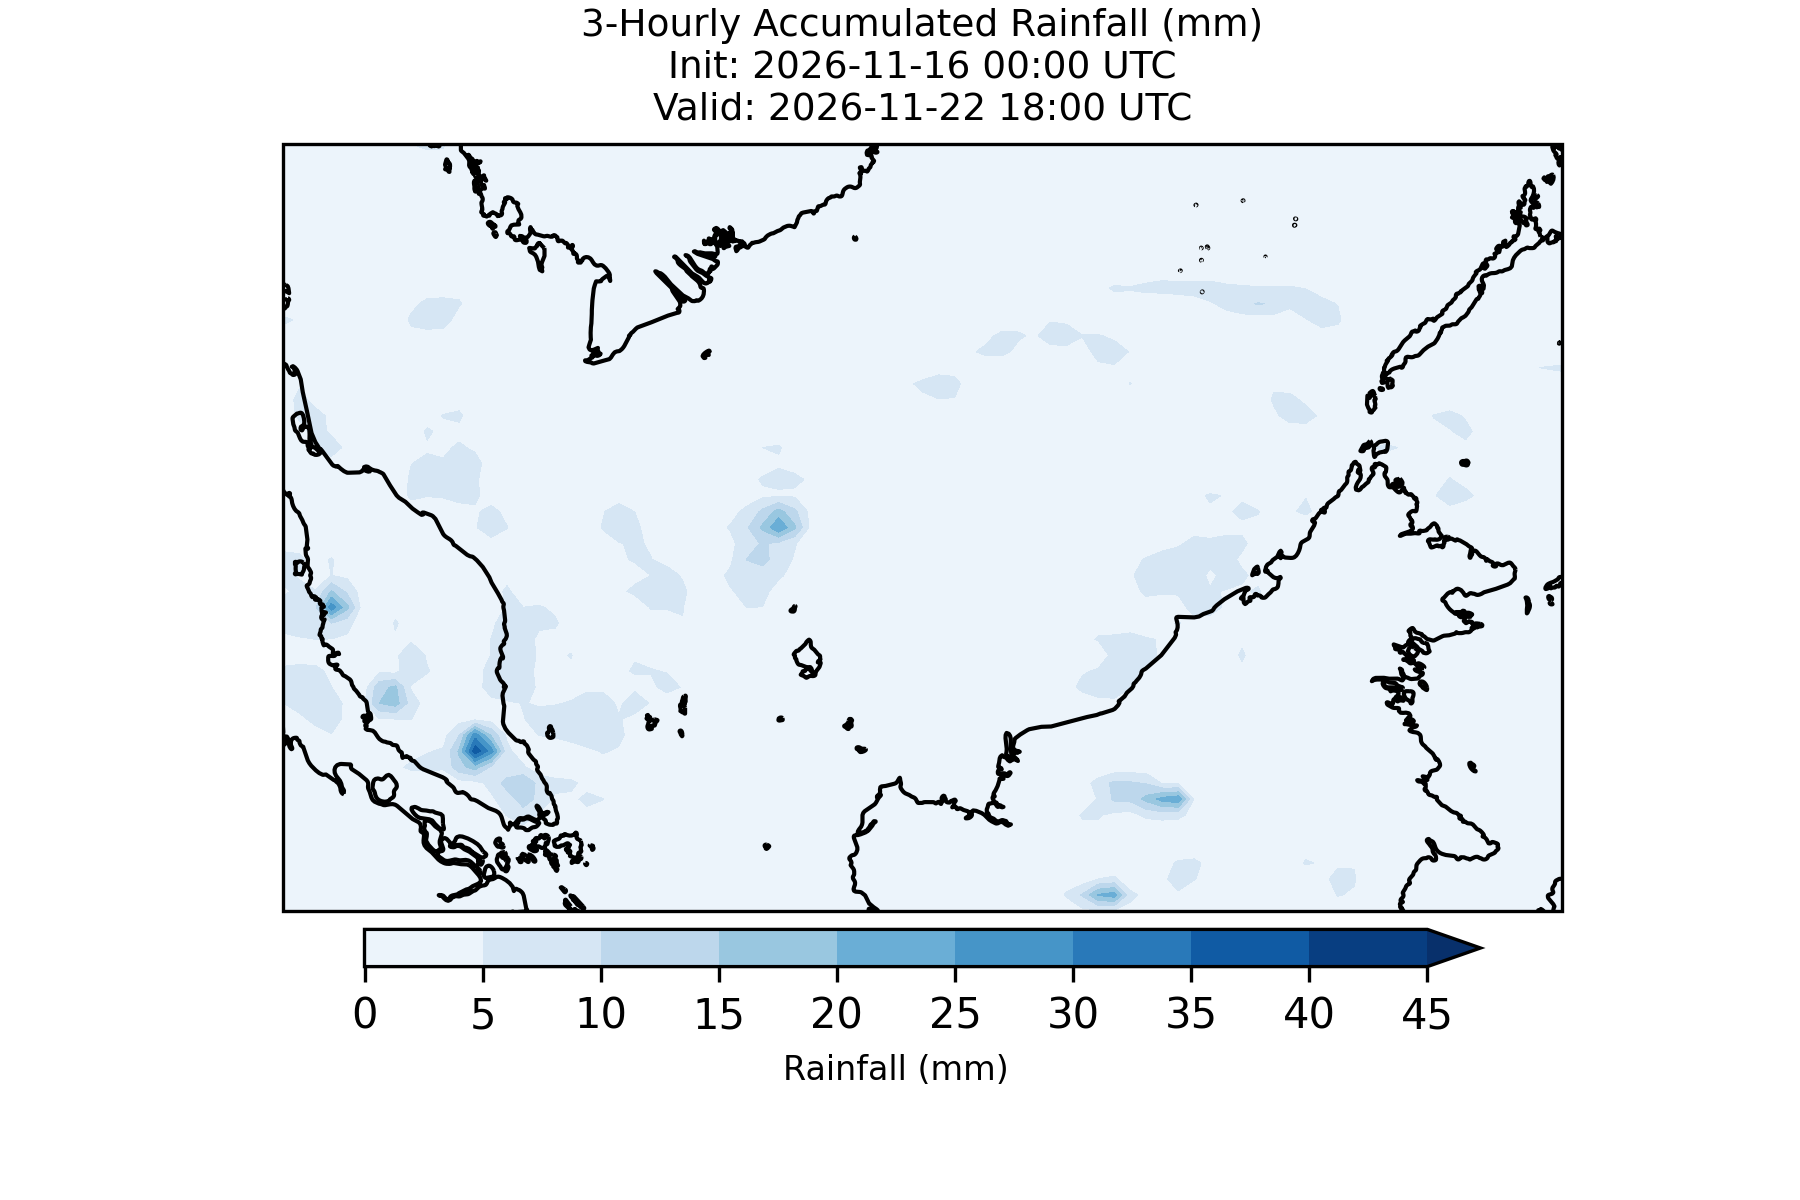 3-Hourly Accumulated Rainfall (mm)
Init: 2026-11-16 00:00 UTC
Valid: 2026-11-22 18:00 UTC
0 5 10 15 20 25 30 35 40 45
Rainfall (mm)